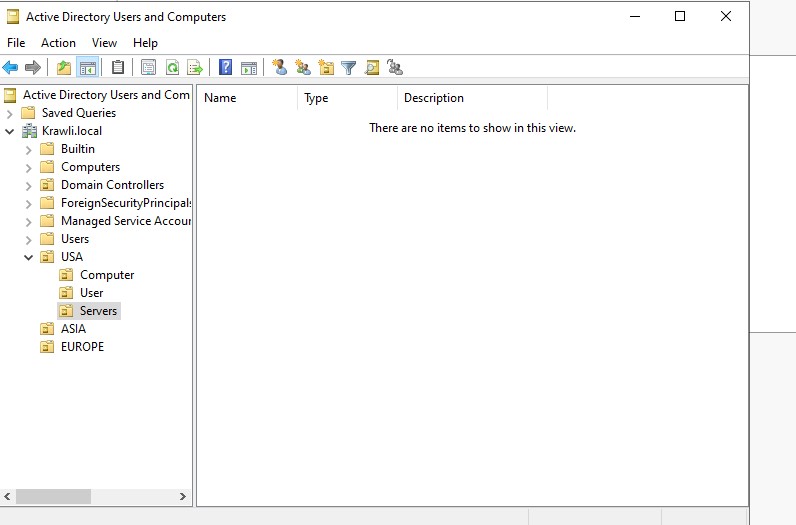 Active Directory Users and Computers
File Action View Help
Active Directory Users and Com
Name Type Description
Saved Queries
There are no items to show in this view.
Krawli.local
Builtin
Computers
Domain Controllers
ForeignSecurityPrincipals
Managed Service Accour
Users
USA
Computer
User
Servers
ASIA
EUROPE